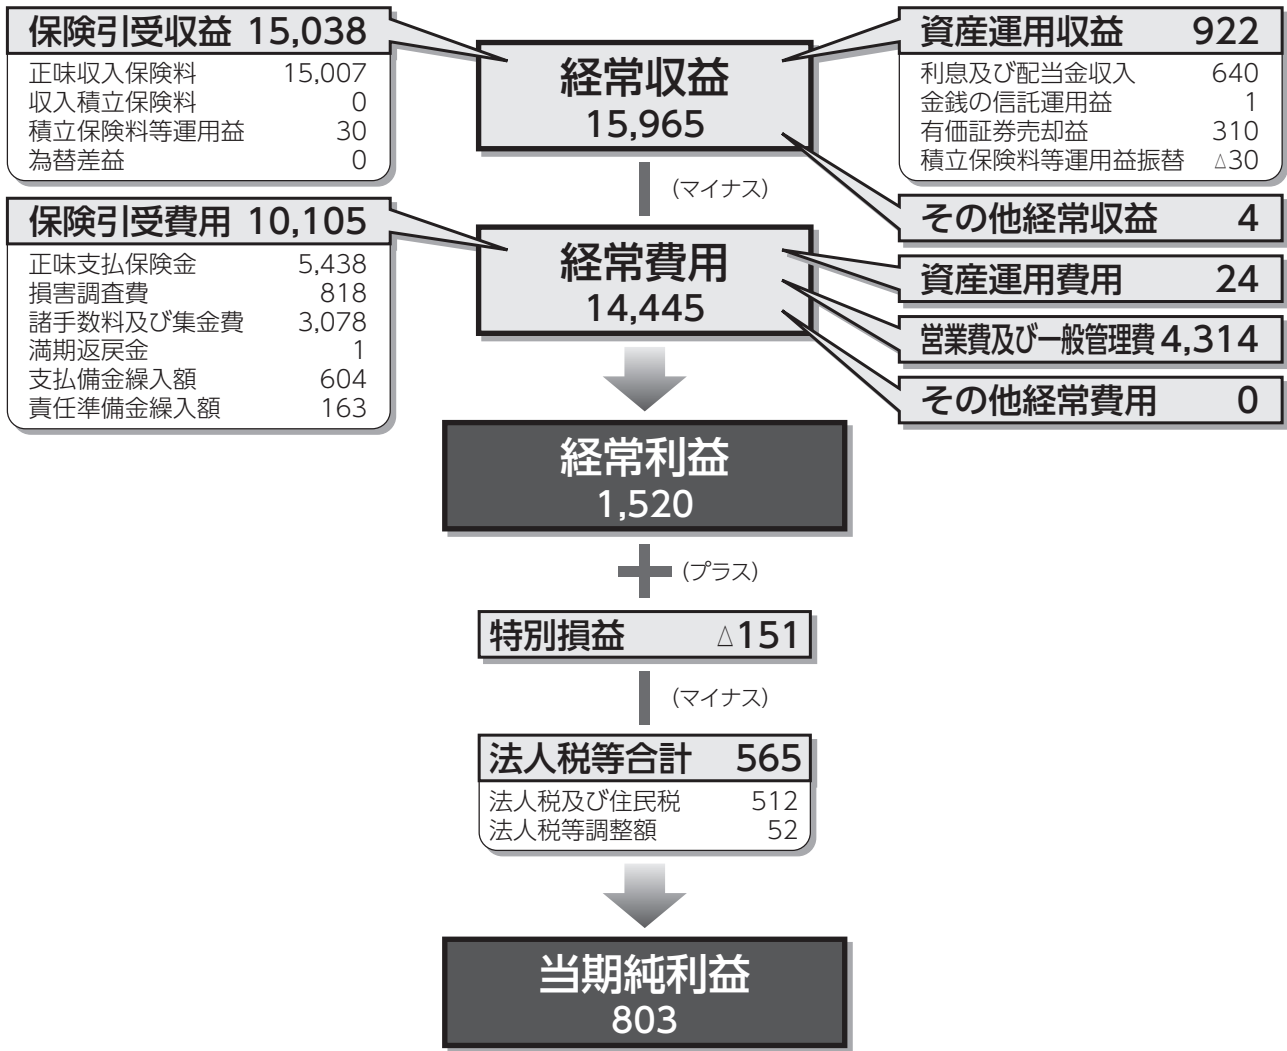 保険引受収益 15,038
正味収入保険料 15,007
収入積立保険料 0
積立保険料等運用益 30
為替差益 0
経常収益
15,965
資産運用収益 922
利息及び配当金収入 640
金銭の信託運用益 1
有価証券売却益 310
積立保険料等運用益振替 △30
その他経常収益 4
(マイナス)
保険引受費用 10,105
正味支払保険金 5,438
損害調査費 818
諸手数料及び集金費 3,078
満期返戻金 1
支払備金繰入額 604
責任準備金繰入額 163
経常費用
14,445
資産運用費用 24
営業費及び一般管理費 4,314
その他経常費用 0
経常利益
1,520
(プラス)
特別損益 △151
(マイナス)
法人税等合計 565
法人税及び住民税 512
法人税等調整額 52
当期純利益
803